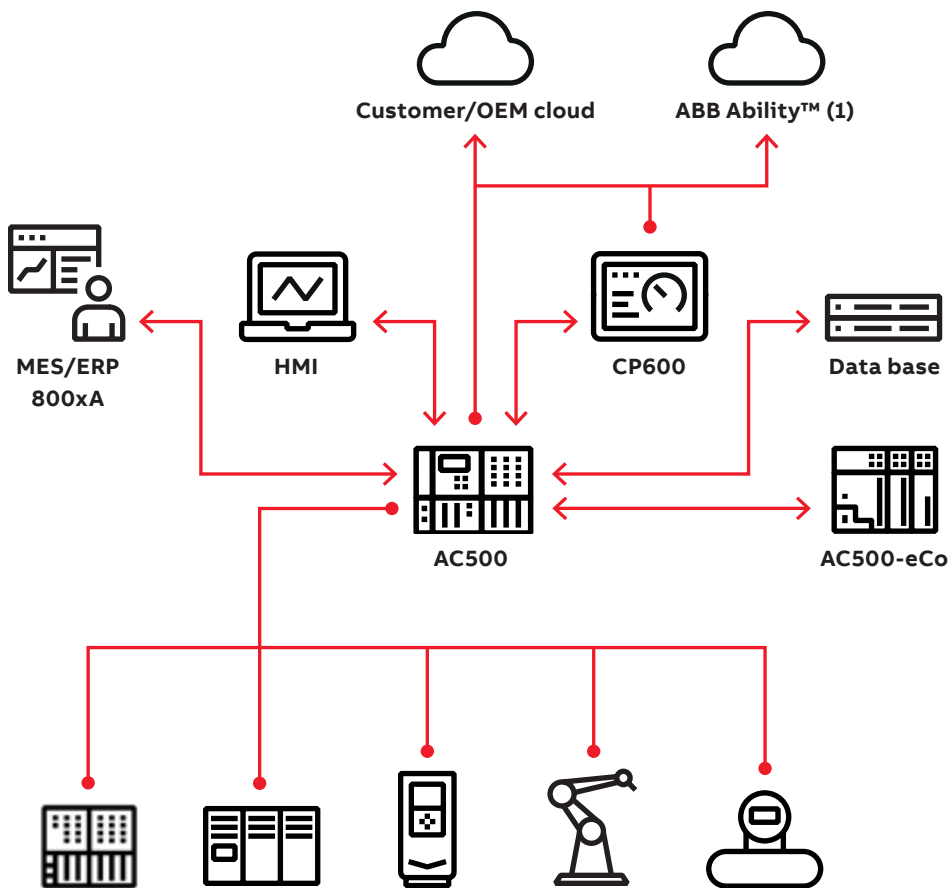 Customer/OEM cloud
ABB Ability™ (1)
MES/ERP
800xA
HMI
CP600
Data base
AC500
AC500-eCo